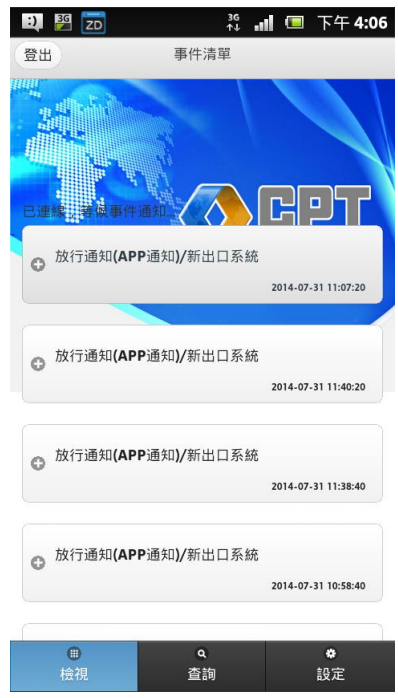 :) 3G ZD 3G 下午 4:06
登出 事件清單
CPT
已連線，等候事件通知...
放行通知(APP通知)/新出口系統
2014-07-31 11:07:20
放行通知(APP通知)/新出口系統
2014-07-31 11:40:20
放行通知(APP通知)/新出口系統
2014-07-31 11:38:40
放行通知(APP通知)/新出口系統
2014-07-31 10:58:40
檢視 查詢 設定